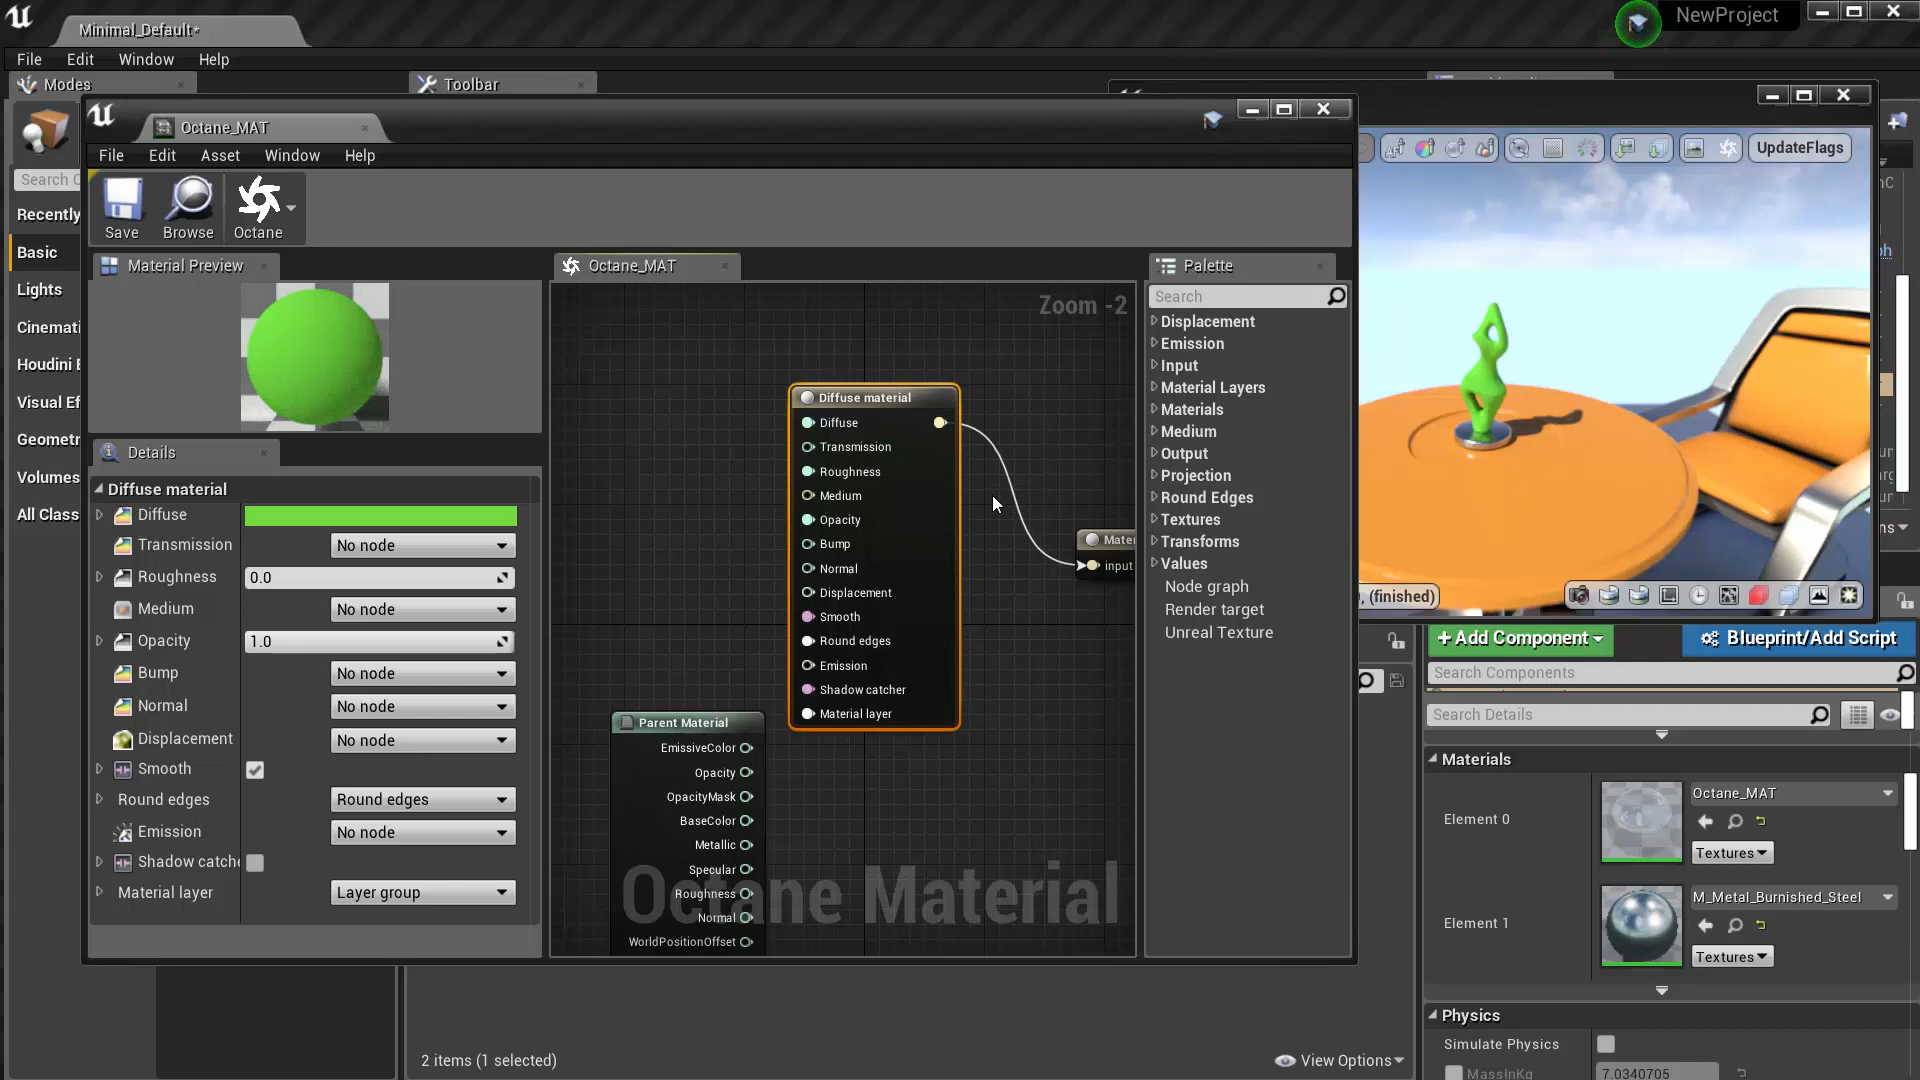 Minimal_Default*
NewProject
File Edit Window Help
Modes
Toolbar
Octane_MAT
File Edit Asset Window Help
UpdateFlags
Save Browse Octane
Search
Recently
Basic
Lights
Cinemati
Houdini E
Visual Ef
Geometr
Volumes
All Class
Material Preview
Octane_MAT
Zoom -2
Palette
Search
Displacement
Emission
Input
Material Layers
Materials
Medium
Output
Projection
Round Edges
Textures
Transforms
Values
Node graph
Render target
Unreal Texture
Details
Diffuse material
Diffuse
Transmission No node
Roughness 0.0
Medium No node
Opacity 1.0
Bump No node
Normal No node
Displacement No node
Smooth
Round edges Round edges
Emission No node
Shadow catche
Material layer Layer group
Diffuse material
Diffuse
Transmission
Roughness
Medium
Opacity
Bump
Normal
Displacement
Smooth
Round edges
Emission
Shadow catcher
Material layer
Mater
input
Parent Material
EmissiveColor
Opacity
OpacityMask
BaseColor
Metallic
Specular
Roughness
Normal
WorldPositionOffset
Octane Material
(finished)
+ Add Component
Blueprint/Add Script
Search Components
Search Details
Materials
Element 0
Octane_MAT
Textures
Element 1
M_Metal_Burnished_Steel
Textures
Physics
Simulate Physics
MassInKg 7.0340705
2 items (1 selected)
View Options